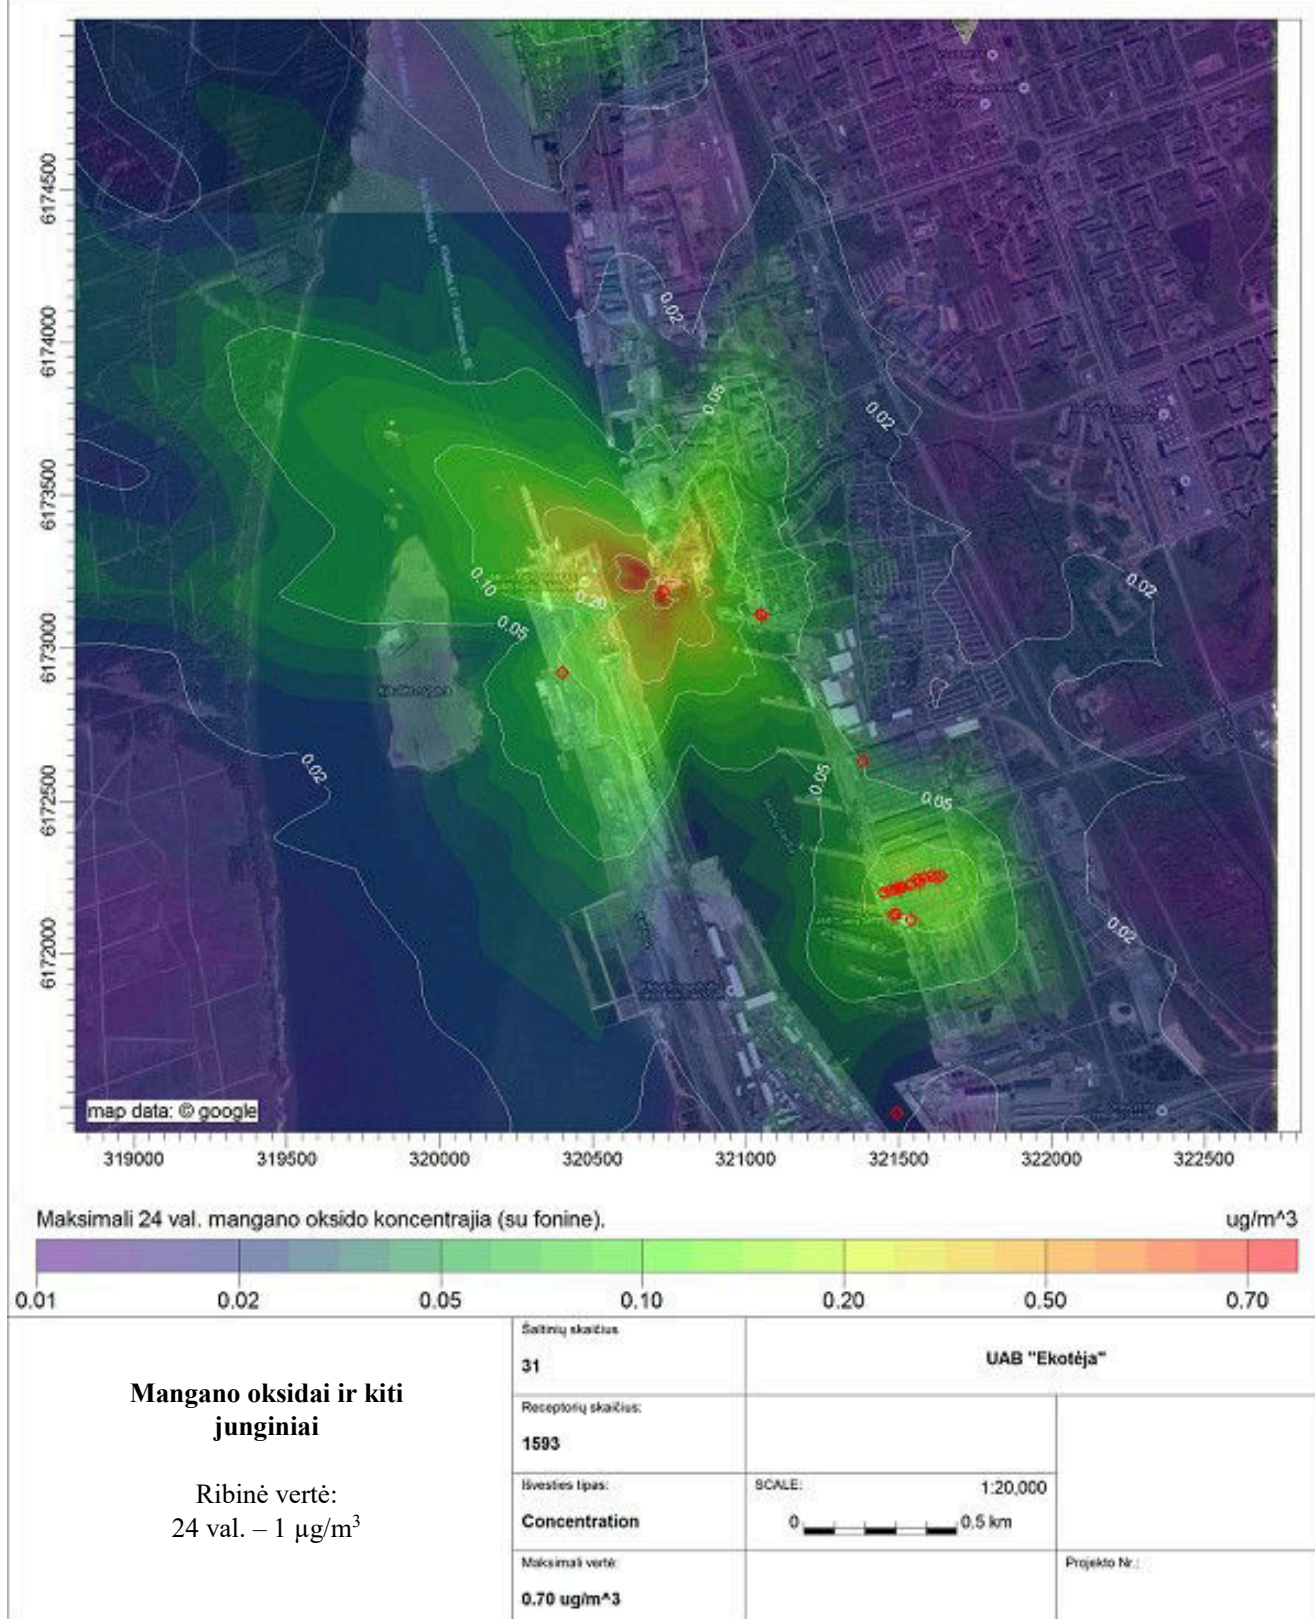 6174500
6174000
6173500
6173000
6172500
6172000
0.02
0.05
0.02
0.10
0.20
0.05
0.02
0.02
0.05
0.05
0.02
map data: © google
319000 319500 320000 320500 321000 321500 322000 322500
Maksimali 24 val. mangano oksido koncentrajia (su fonine). ug/m^3
0.01 0.02 0.05 0.10 0.20 0.50 0.70
Mangano oksidai ir kiti
junginiai
Ribinė vertė:
24 val. – 1 µg/m³
Šaltinių skaičius
31
UAB "Ekotėja"
Receptorių skaičius:
1593
Išvesties tipas:
Concentration
SCALE: 1:20,000
0 0.5 km
Maksimali vertė:
0.70 ug/m^3
Projekto Nr.: